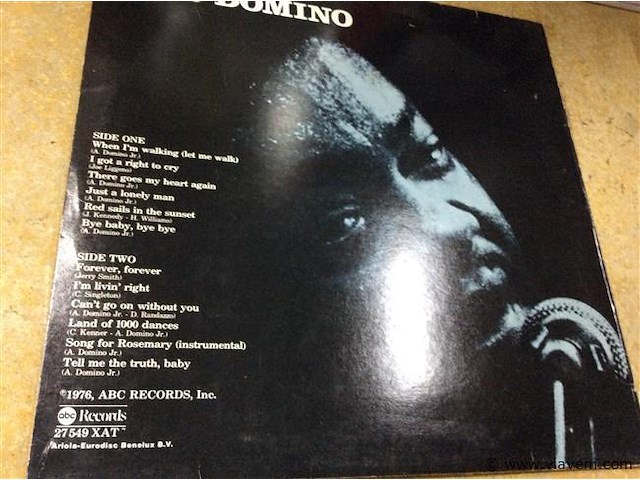 DOMINO
SIDE ONE
When I'm walking (let me walk)
(A. Domino Jr.)
I got a right to cry
(Joe Liggens)
There goes my heart again
(A. Domino Jr.)
Just a lonely man
(A. Domino Jr.)
Red sails in the sunset
(J. Kennedy - H. Williams)
Bye baby, bye bye
(A. Domino Jr.)
SIDE TWO
Forever, forever
(Jerry Smith)
I'm livin' right
(C. Singleton)
Can't go on without you
(A. Domino Jr. - D. Randazzo)
Land of 1000 dances
(C. Kenner - A. Domino Jr.)
Song for Rosemary (instrumental)
(A. Domino Jr.)
Tell me the truth, baby
(A. Domino Jr.)
©1976, ABC RECORDS, Inc.
abc Records
27 549 XAT
Ariola-Eurodisc Benelux B.V.
© www.viavem.com